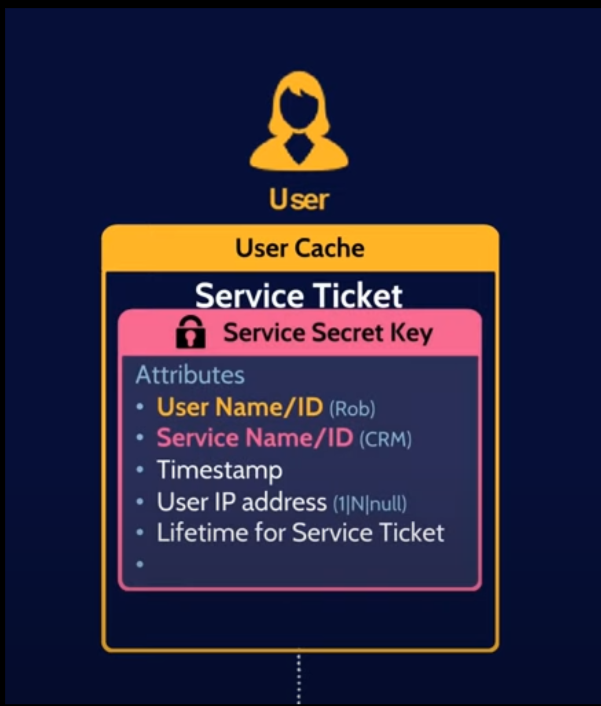 User
User Cache
Service Ticket
Service Secret Key
Attributes
• User Name/ID (Rob)
• Service Name/ID (CRM)
• Timestamp
• User IP address (1|N|null)
• Lifetime for Service Ticket
•